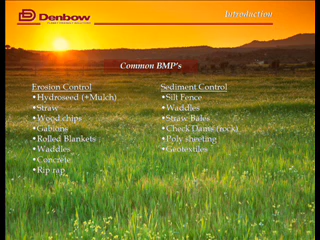 Denbow
Introduction
Common BMP's
Erosion Control
•Hydroseed (+Mulch)
•Straw
•Wood chips
•Gabions
•Rolled Blankets
•Waddles
•Concrete
•Rip rap
Sediment Control
•Silt Fence
•Waddles
•Straw Bales
•Check Dams (rock)
•Poly sheeting
•Geotextiles